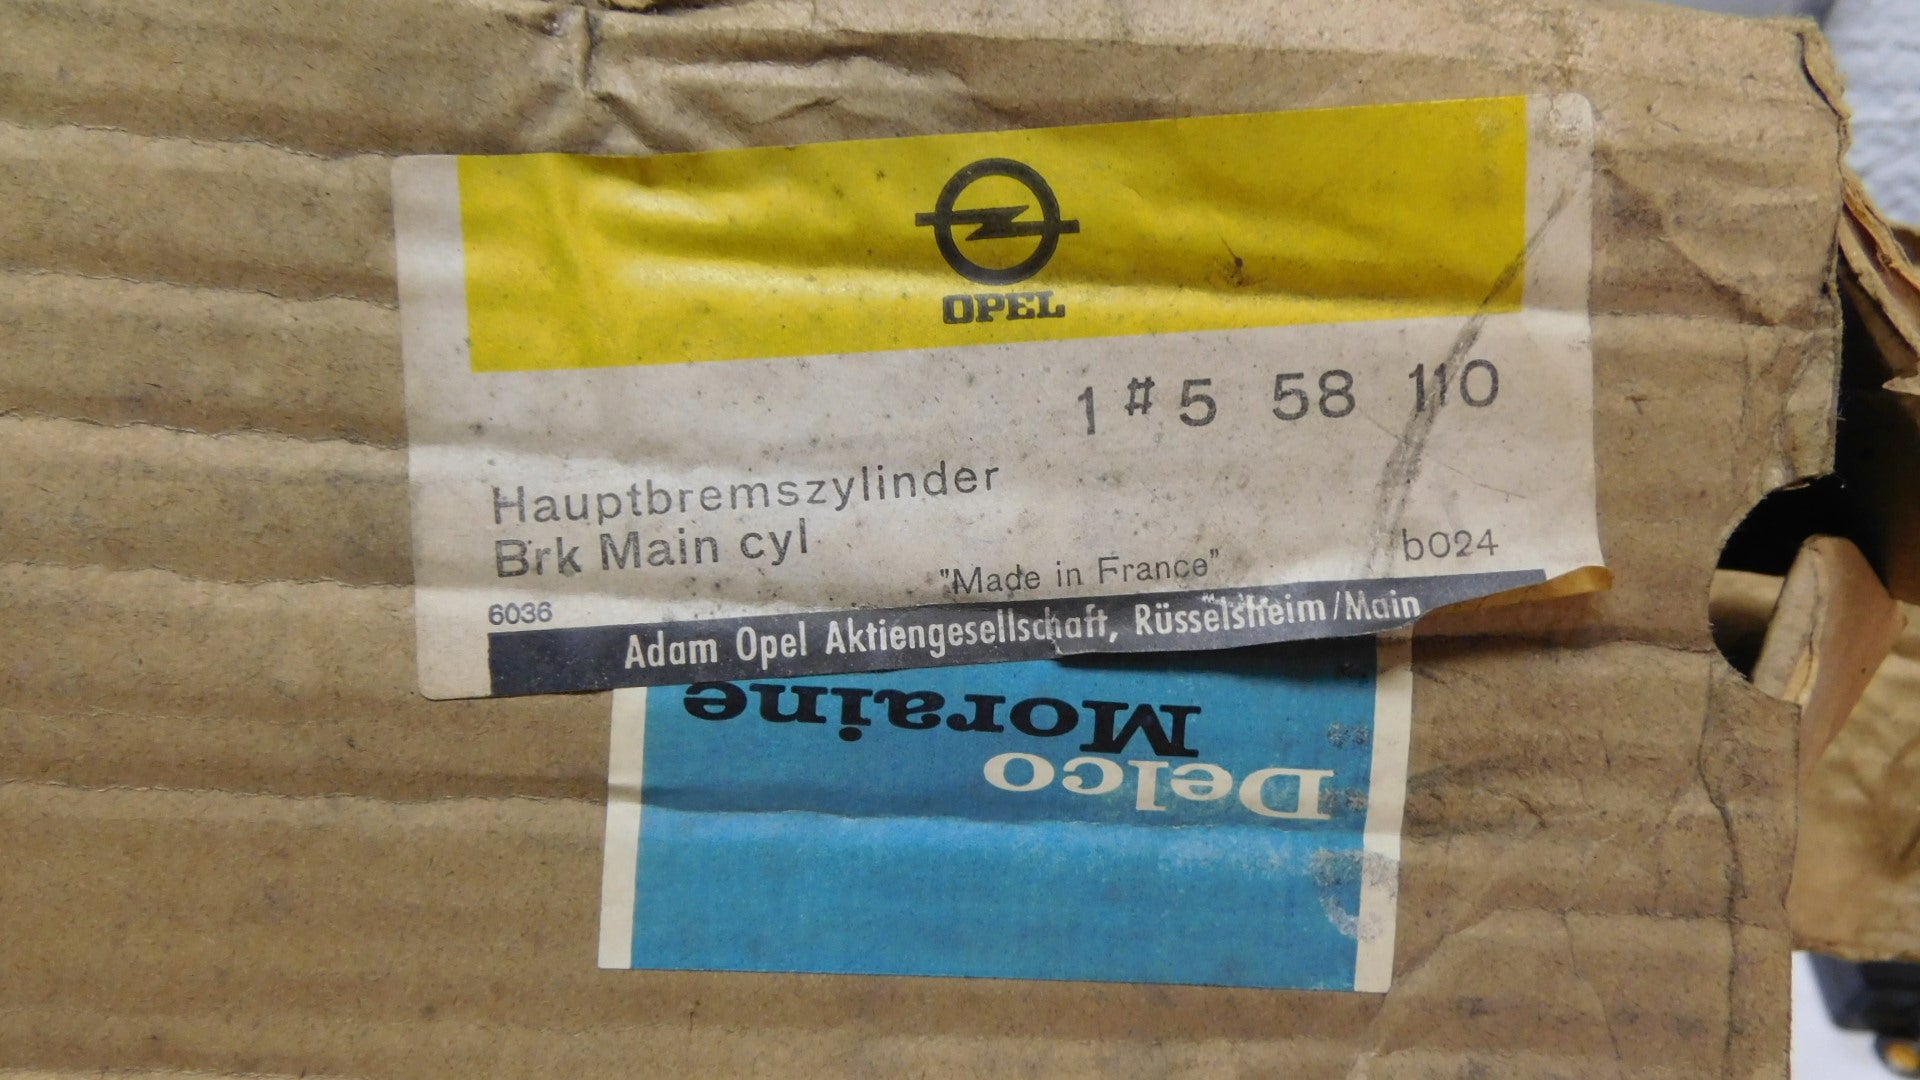 OPEL
1 # 5 58 110
Hauptbremszylinder
Brk Main cyl
"Made in France"
b024
6036
Adam Opel Aktiengesellschaft, Rüsselsheim/Main
Delco
Moraine